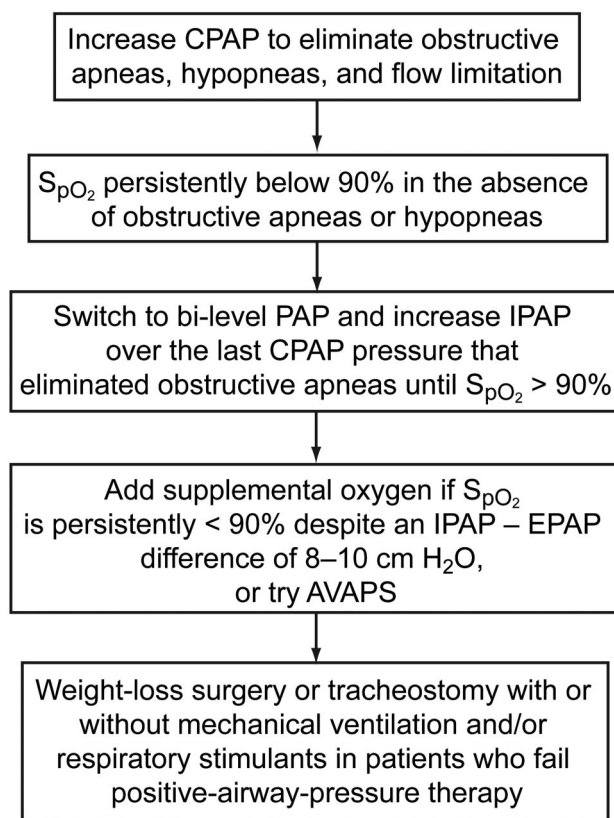 Increase CPAP to eliminate obstructive
apneas, hypopneas, and flow limitation
SpO₂ persistently below 90% in the absence
of obstructive apneas or hypopneas
Switch to bi-level PAP and increase IPAP
over the last CPAP pressure that
eliminated obstructive apneas until SpO₂ > 90%
Add supplemental oxygen if SpO₂
is persistently < 90% despite an IPAP – EPAP
difference of 8–10 cm H₂O,
or try AVAPS
Weight-loss surgery or tracheostomy with or
without mechanical ventilation and/or
respiratory stimulants in patients who fail
positive-airway-pressure therapy